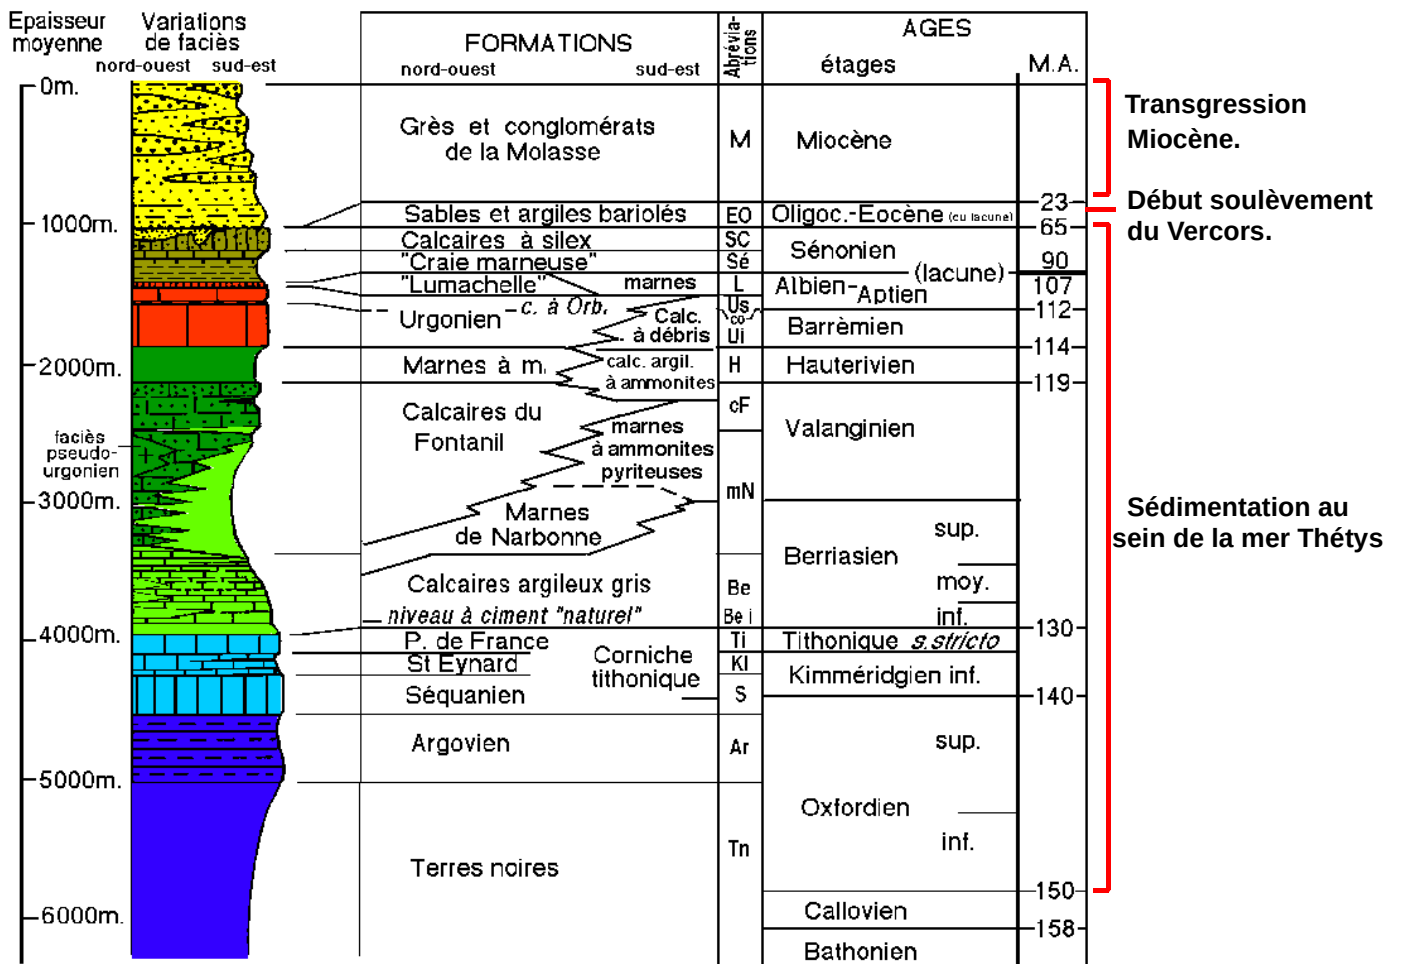 Epaisseur
moyenne
Variations
de faciès
nord-ouest sud-est
FORMATIONS
nord-ouest sud-est
Abrévia-
tions
AGES
étages
M.A.
0m.
1000m.
2000m.
3000m.
4000m.
5000m.
6000m.
faciès
pseudo-
urgonien
Grès et conglomérats
de la Molasse
M
Miocène
23
Sables et argiles bariolés
EO
Oligoc.-Eocène (ou lacune)
65
Calcaires à silex
SC
Sénonien
"Craie marneuse"
Sé
90
(lacune)
"Lumachelle"
marnes
L
Albien-Aptien
107
c. à Orb.
Us
112
Urgonien
Calc.
à débris
co
Ui
Barrèmien
114
Marnes à m.
calc. argil.
à ammonites
H
Hauterivien
119
Calcaires du
Fontanil
cF
marnes
à ammonites
pyriteuses
Valanginien
mN
Marnes
de Narbonne
Berriasien
sup.
moy.
inf.
Calcaires argileux gris
Be
niveau à ciment "naturel"
Be i
130
P. de France
Ti
Tithonique s.stricto
St Eynard
Corniche
tithonique
KI
Kimméridgien inf.
Séquanien
S
140
Argovien
Ar
sup.
Oxfordien
inf.
Terres noires
Tn
150
Callovien
158
Bathonien
Transgression
Miocène.
Début soulèvement
du Vercors.
Sédimentation au
sein de la mer Thétys